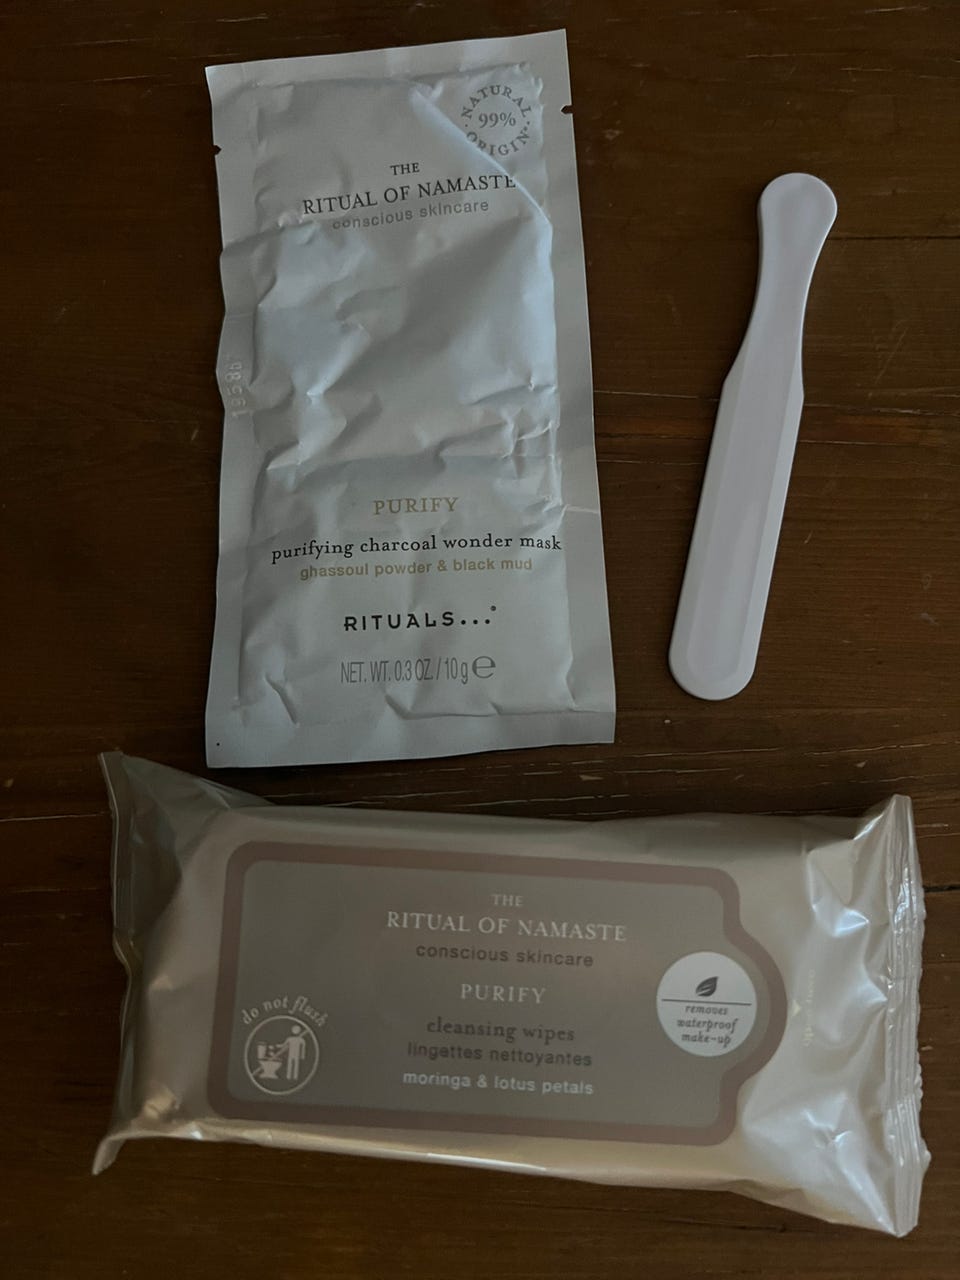 NATURAL
99%
ORIGIN
THE
RITUAL OF NAMASTE
conscious skincare
PURIFY
purifying charcoal wonder mask
ghassoul powder & black mud
RITUALS...®
NET. WT. 0.3 OZ. / 10 g ℮
THE
RITUAL OF NAMASTE
conscious skincare
PURIFY
cleansing wipes
lingettes nettoyantes
moringa & lotus petals
do not flush
removes
waterproof
make-up